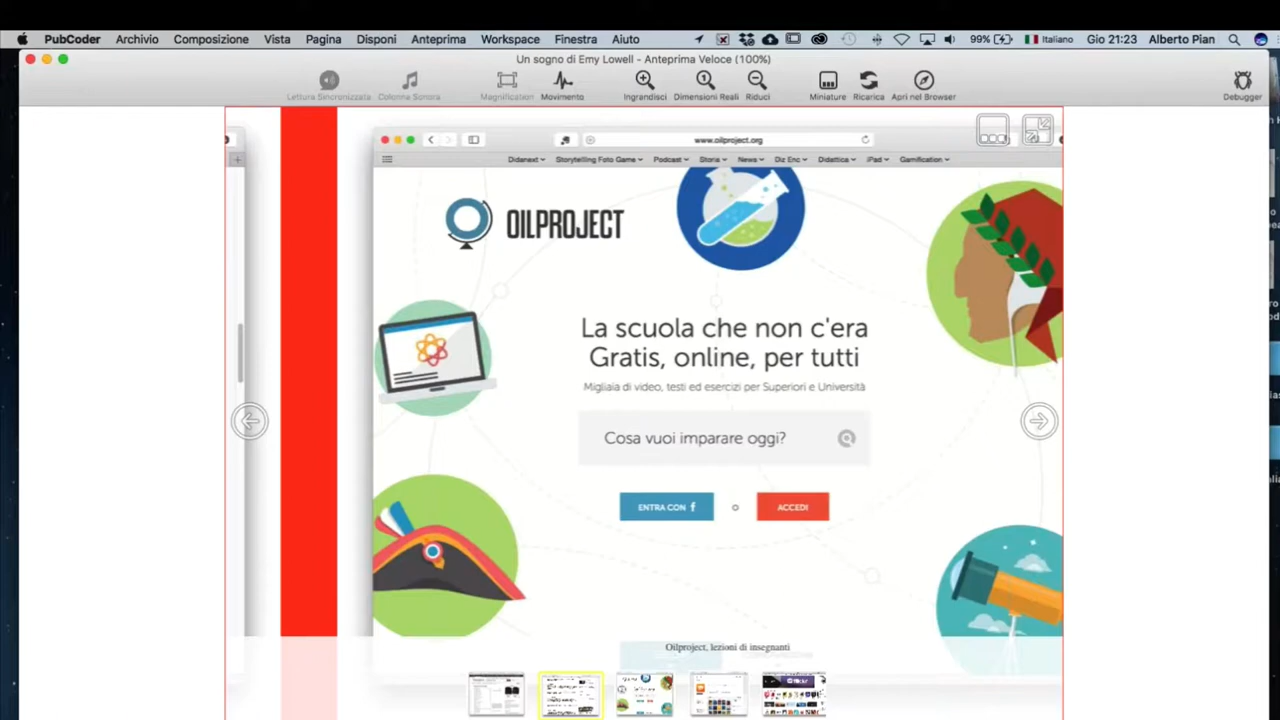 PubCoder Archivio Composizione Vista Pagina Disponi Anteprima Workspace Finestra Aiuto 99% Italiano Gio 21:23 Alberto Pian
Un sogno di Emy Lowell - Anteprima Veloce (100%)
Lettura Sincronizzata Colonna Sonora Magnification Movimento Ingrandisci Dimensioni Reali Riduci Miniature Ricarica Apri nel Browser Debugger
www.oilproject.org
Didanext Storytelling Foto Game Podcast Storia News Diz Enc Didattica iPad Gamification
OILPROJECT
La scuola che non c'era
Gratis, online, per tutti
Migliaia di video, testi ed esercizi per Superiori e Università
Cosa vuoi imparare oggi?
ENTRA CON f o ACCEDI
Oilproject, lezioni di insegnanti
flickr